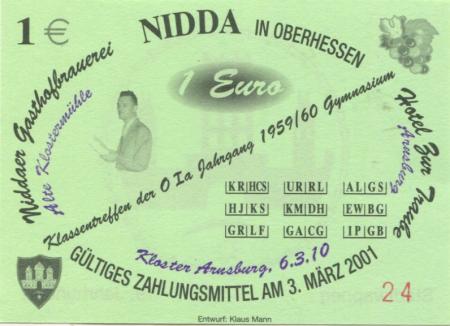 1 €
NIDDA IN OBERHESSEN
1 Euro
Niddaer Gasthofbrauerei
Alte Klostermühle
Klassentreffen der O Ia Jahrgang 1959/60 Gymnasium
Hotel Zur Traube
Arnsburg
KR HCS UR RL AL GS
HJ KS KM DH EW BG
GR LF GA CG IP GB
Kloster Arnsburg, 6.3.10
GÜLTIGES ZAHLUNGSMITTEL AM 3. MÄRZ 2001
24
Entwurf: Klaus Mann